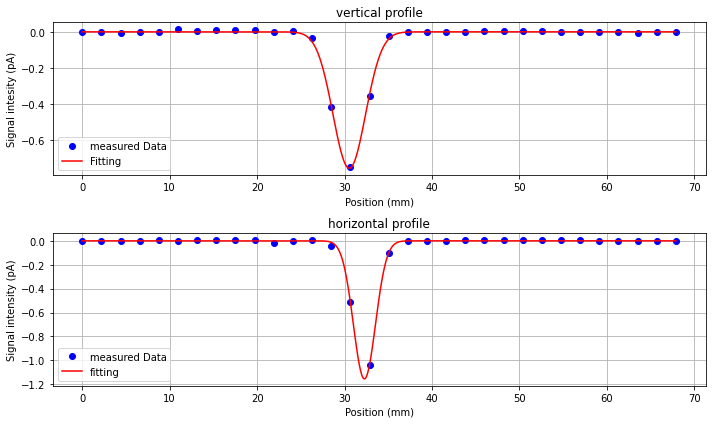 vertical profile
0.0
−0.2
−0.4
−0.6
Signal intesity (pA)
measured Data
Fitting
0 10 20 30 40 50 60 70
Position (mm)
horizontal profile
0.0
−0.2
−0.4
−0.6
−0.8
−1.0
−1.2
Signal intensity (pA)
measured Data
fitting
0 10 20 30 40 50 60 70
Position (mm)